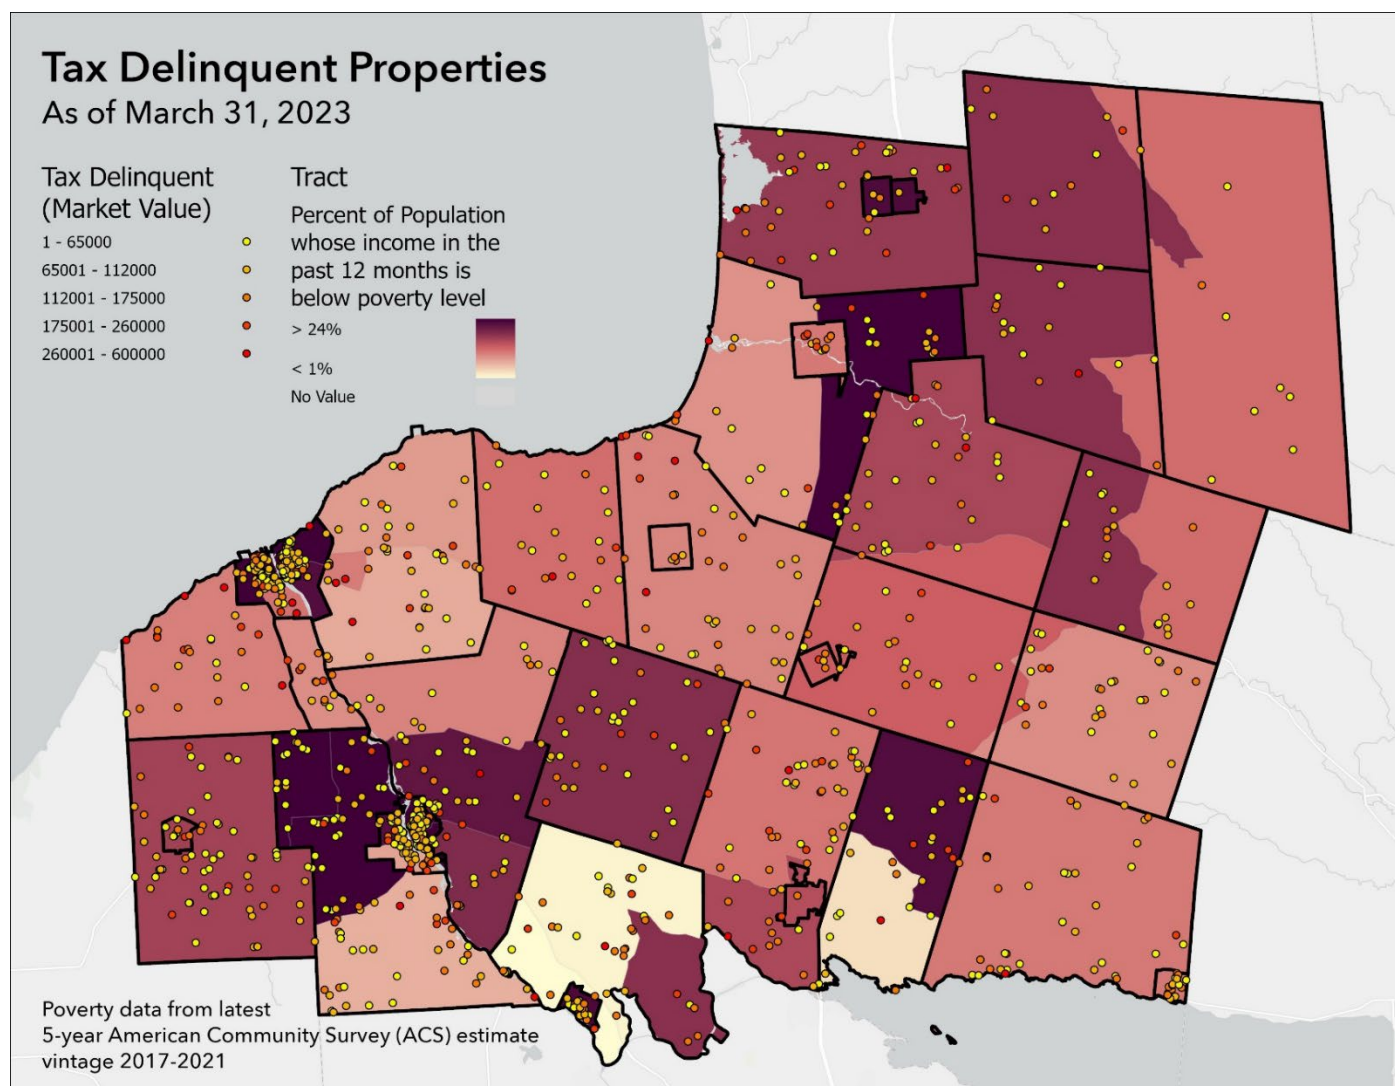 Tax Delinquent Properties
As of March 31, 2023
Tax Delinquent
(Market Value)
1 - 65000
65001 - 112000
112001 - 175000
175001 - 260000
260001 - 600000
Tract
Percent of Population
whose income in the
past 12 months is
below poverty level
> 24%
< 1%
No Value
Poverty data from latest
5-year American Community Survey (ACS) estimate
vintage 2017-2021